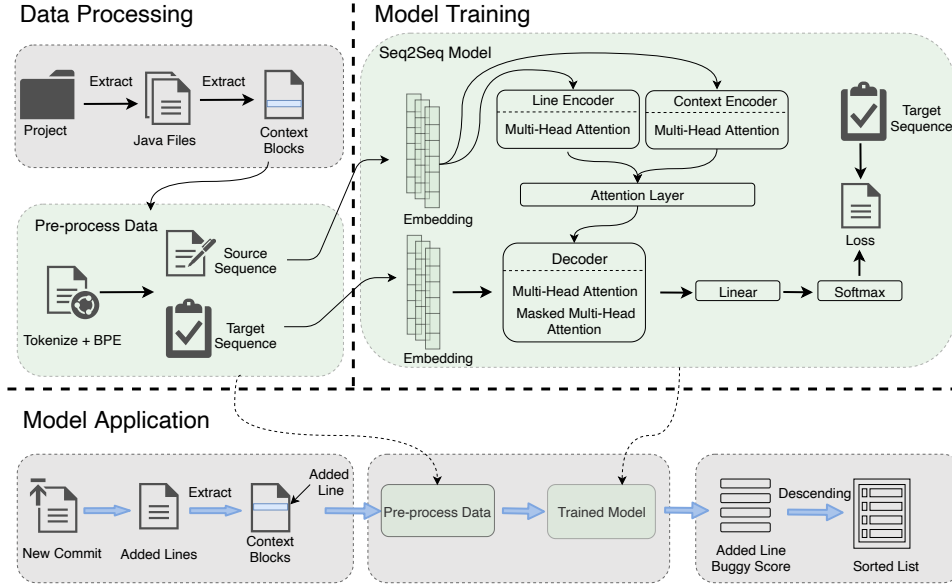 Data Processing
Extract
Extract
Project
Java Files
Context
Blocks
Pre-process Data
Source
Sequence
Tokenize + BPE
Target
Sequence
Model Training
Seq2Seq Model
Line Encoder
Multi-Head Attention
Context Encoder
Multi-Head Attention
Target
Sequence
Embedding
Attention Layer
Loss
Decoder
Multi-Head Attention
Masked Multi-Head
Attention
Linear
Softmax
Embedding
Model Application
New Commit
Added Lines
Extract
Added
Line
Context
Blocks
Pre-process Data
Trained Model
Added Line
Buggy Score
Descending
Sorted List